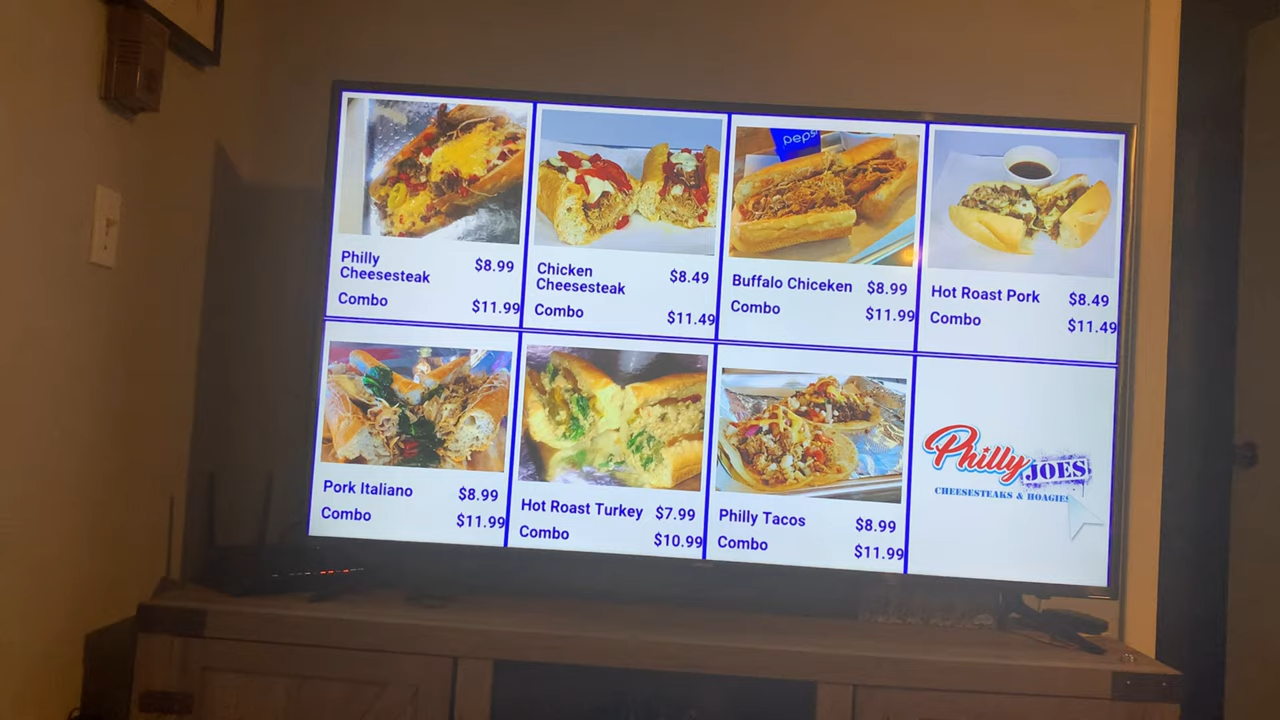 pepsi
Philly
Cheesesteak $8.99
Combo $11.99
Chicken
Cheesesteak $8.49
Combo $11.49
Buffalo Chiceken $8.99
Combo $11.99
Hot Roast Pork $8.49
Combo $11.49
Pork Italiano $8.99
Combo $11.99
Hot Roast Turkey $7.99
Combo $10.99
Philly Tacos $8.99
Combo $11.99
Philly JOES
CHEESESTEAKS & HOAGIES